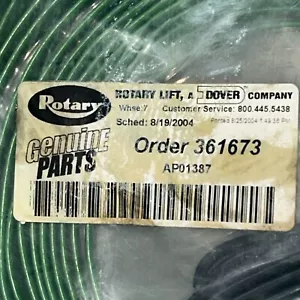 Rotary
ROTARY LIFT, A DOVER COMPANY
Whse 7 Customer Service: 800.445.5438
Sched: 8/19/2004
Genuine PARTS
Order 361673
AP01387